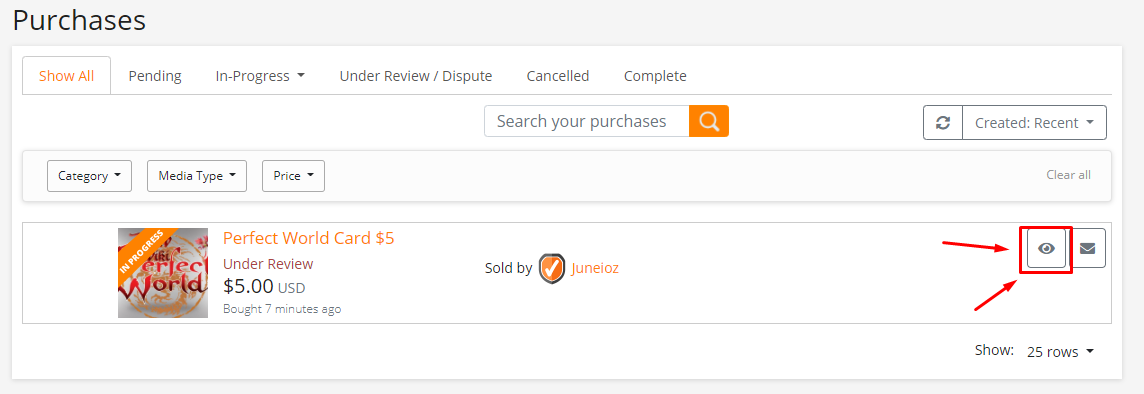 Purchases
Show All Pending In-Progress Under Review / Dispute Cancelled Complete
Search your purchases Created: Recent
Category Media Type Price Clear all
IN PROGRESS
Perfect World
Perfect World Card $5
Under Review
$5.00 USD
Bought 7 minutes ago
Sold by Juneioz
Show: 25 rows